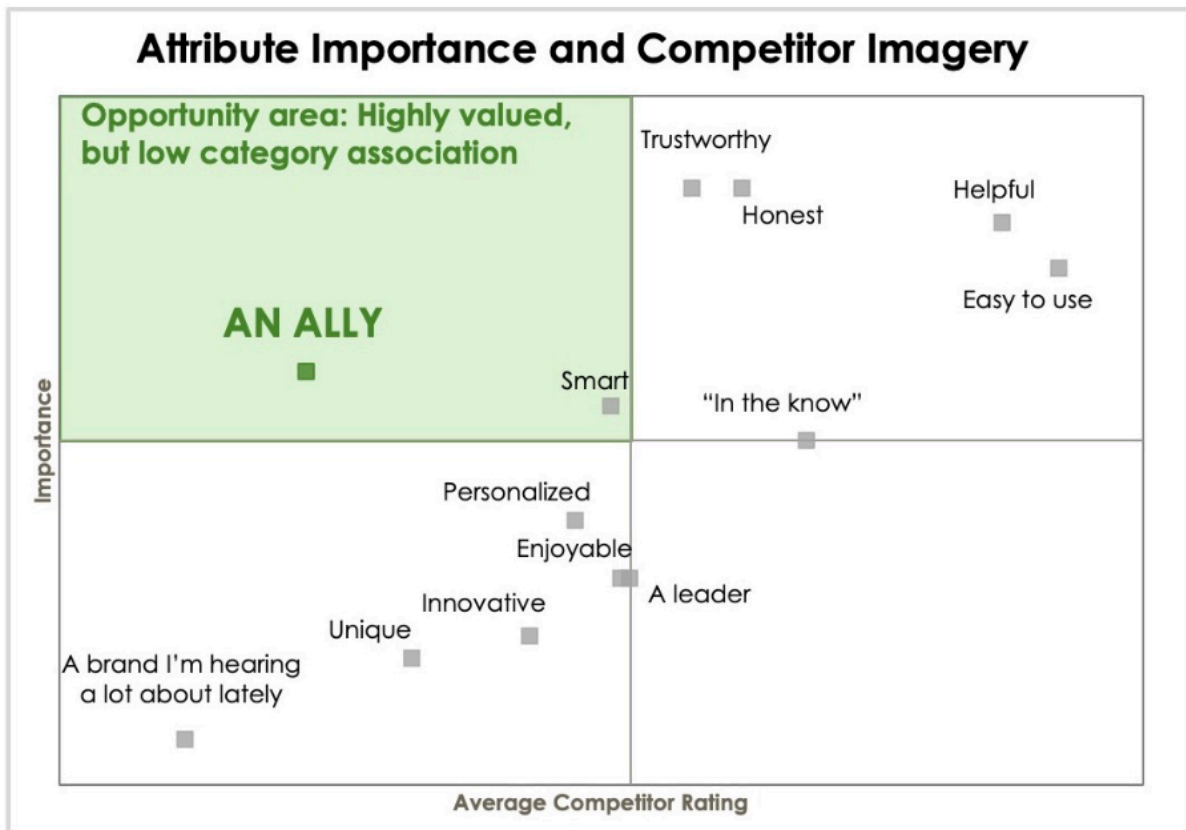 Attribute Importance and Competitor Imagery
Opportunity area: Highly valued,
but low category association
Trustworthy
Honest
Helpful
Easy to use
AN ALLY
Smart
“In the know”
Importance
Personalized
Enjoyable
A leader
Innovative
Unique
A brand I’m hearing
a lot about lately
Average Competitor Rating